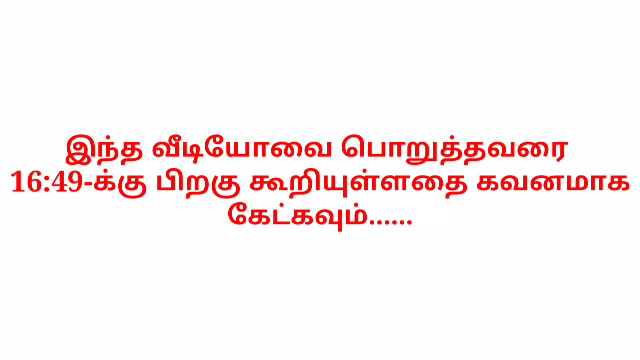 இந்த வீடியோவை பொறுத்தவரை
16:49-க்கு பிறகு கூறியுள்ளதை கவனமாக
கேட்கவும்......